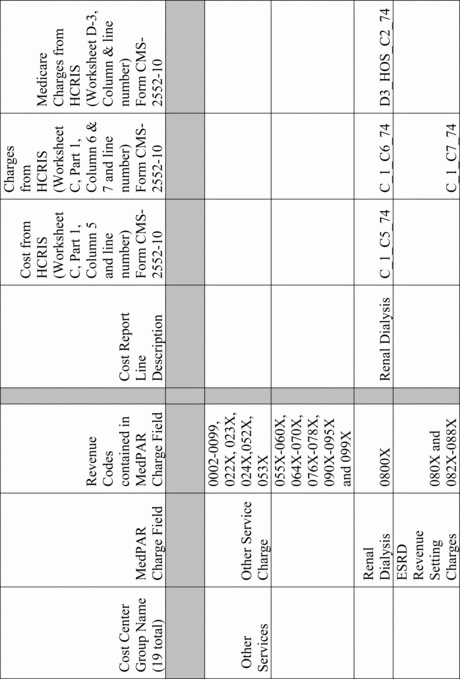 Cost Center
Group Name
(19 total)
MedPAR
Charge Field
Revenue
Codes
contained in
MedPAR
Charge Field
Cost Report
Line
Description
Cost from
HCRIS
(Worksheet
C, Part 1,
Column 5
and line
number)
Form CMS-
2552-10
Charges
from
HCRIS
(Worksheet
C, Part 1,
Column 6 &
7 and line
number)
Form CMS-
2552-10
Medicare
Charges from
HCRIS
(Worksheet D-3,
Column & line
number)
Form CMS-
2552-10
Other
Services
Other Service
Charge
0002-0099,
022X, 023X,
024X,052X,
053X
055X-060X,
064X-070X,
076X-078X,
090X-095X
and 099X
Renal
Dialysis
0800X
Renal Dialysis
C_1_C5_74
C_1_C6_74
D3_HOS_C2_74
ESRD
Revenue
Setting
Charges
080X and
082X-088X
C_1_C7_74